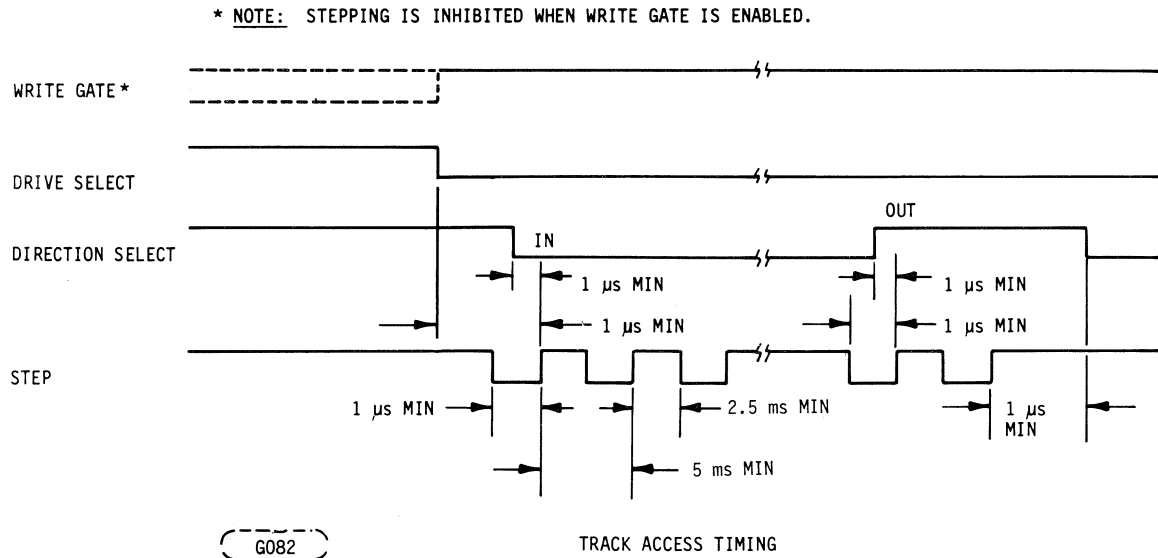 * NOTE: STEPPING IS INHIBITED WHEN WRITE GATE IS ENABLED.
WRITE GATE*
DRIVE SELECT
OUT
DIRECTION SELECT
IN
1 μs MIN
1 μs MIN
1 μs MIN
1 μs MIN
STEP
1 μs MIN
2.5 ms MIN
1 μs
MIN
5 ms MIN
G082
TRACK ACCESS TIMING